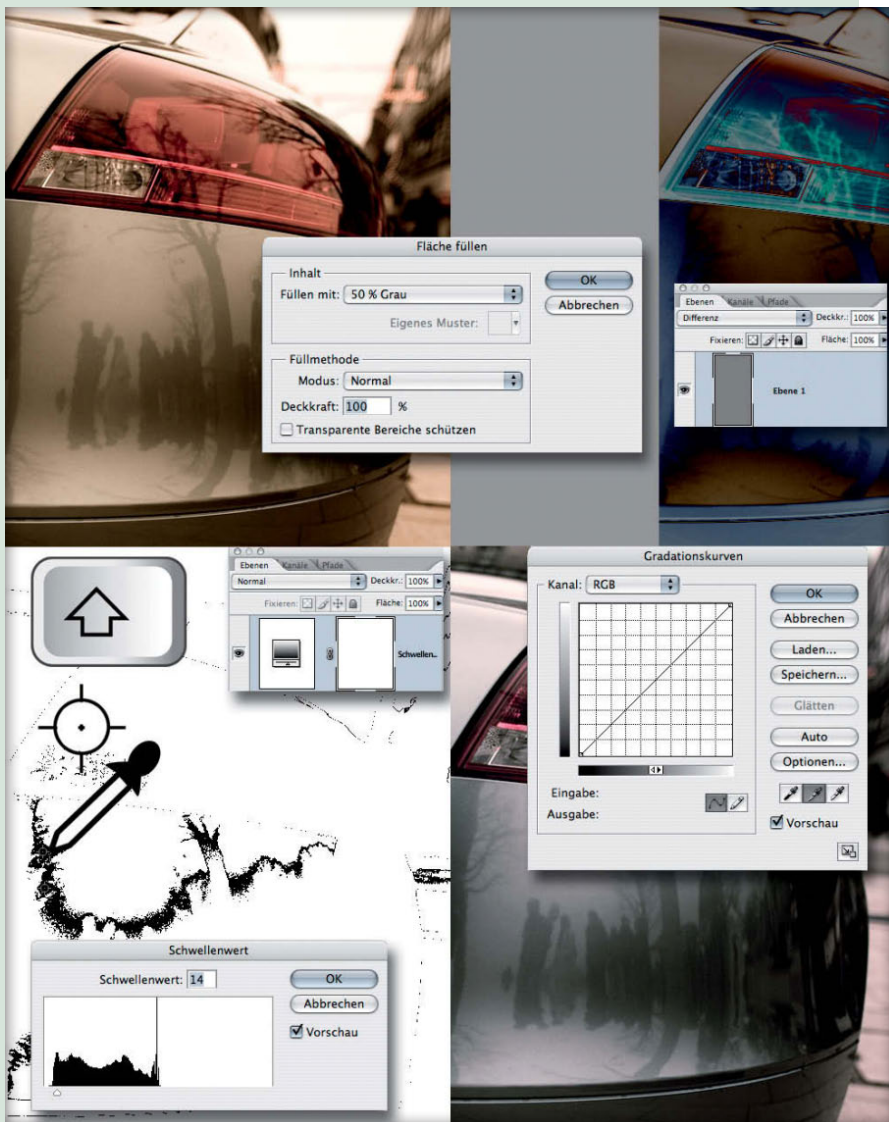 Fläche füllen
Inhalt
Füllen mit: 50 % Grau
Eigenes Muster:
Füllmethode
Modus: Normal
Deckkraft: 100 %
Transparente Bereiche schützen
OK
Abbrechen
Ebenen Kanäle Pfade
Differenz Deckkr.: 100%
Fixieren: Fläche: 100%
Ebene 1
Ebenen Kanäle Pfade
Normal Deckkr.: 100%
Fixieren: Fläche: 100%
Schwellen...
Gradationskurven
Kanal: RGB
Eingabe:
Ausgabe:
OK
Abbrechen
Laden...
Speichern...
Glätten
Auto
Optionen...
Vorschau
Schwellenwert
Schwellenwert: 14
OK
Abbrechen
Vorschau